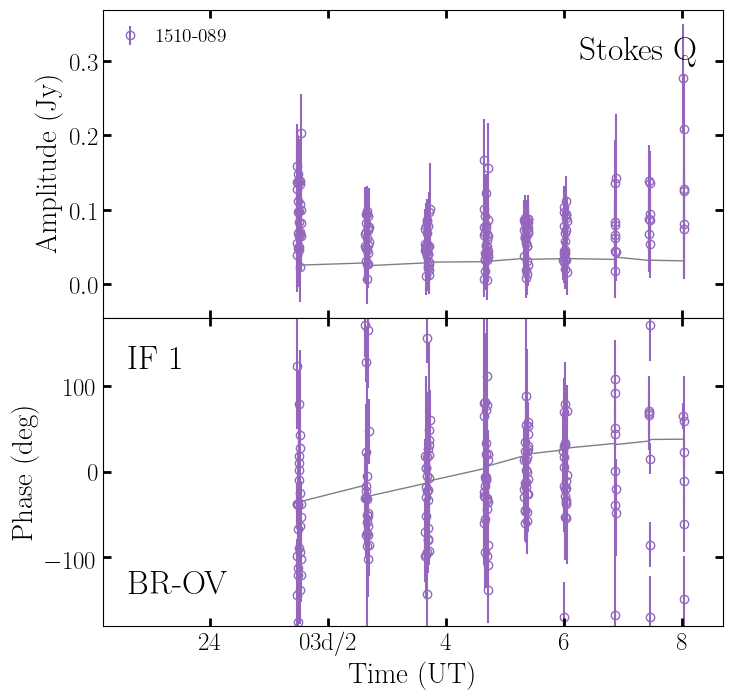 1510-089
Stokes Q
Amplitude (Jy)
0.3
0.2
0.1
0.0
IF 1
BR-OV
Phase (deg)
100
0
−100
24 03d/2 4 6 8
Time (UT)